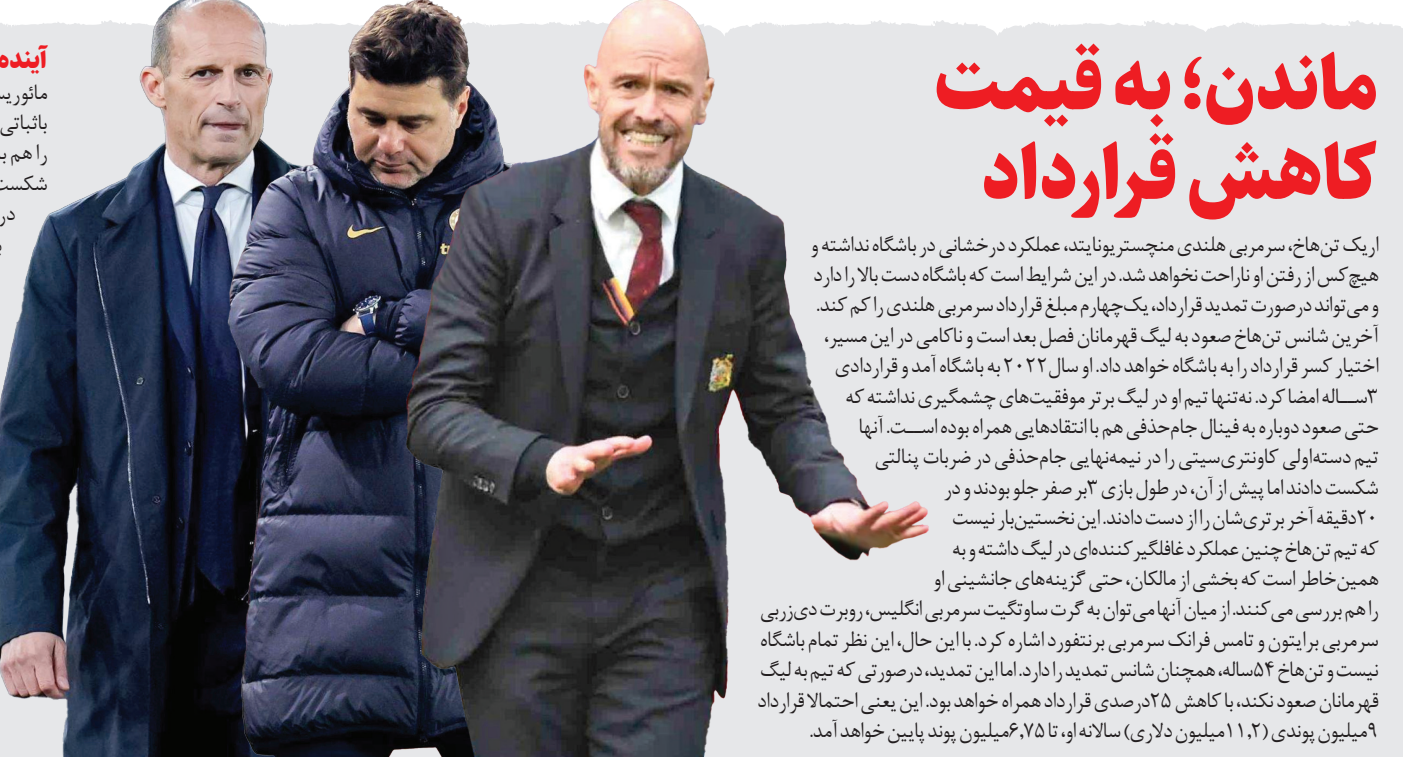 ماندن؛ به قیمت
کاهش قرارداد
اریک تن‌هاخ، سرمربی هلندی منچستریونایتد، عملکرد درخشانی در باشگاه نداشته و
هیچ‌کس از رفتن او ناراحت نخواهد شد. در این شرایط است که باشگاه دست بالا را دارد
و می‌تواند درصورت تمدید قرارداد، یک‌چهارم مبلغ قرارداد سرمربی هلندی را کم کند.
آخرین شانس تن‌هاخ صعود به لیگ قهرمانان فصل بعد است و ناکامی در این مسیر،
اختیار کسر قرارداد را به باشگاه خواهد داد. او سال ۲۰۲۲ به باشگاه آمد و قراردادی
۳ســاله امضا کرد. نه‌تنها تیم او در لیگ برتر موفقیت‌های چشمگیری نداشته که
حتی صعود دوباره به فینال جام‌حذفی هم با انتقادهایی همراه بوده اســت. آنها
تیم دسته‌اولی کاونتری‌سیتی را در نیمه‌نهایی جام‌حذفی در ضربات پنالتی
شکست دادند اما پیش از آن، در طول بازی ۳بر صفر جلو بودند و در
۲۰دقیقه آخر برتری‌شان را از دست دادند. این نخستین‌بار نیست
که تیم تن‌هاخ چنین عملکرد غافلگیرکننده‌ای در لیگ داشته و به
همین‌خاطر است که بخشی از مالکان، حتی گزینه‌های جانشینی او
را هم بررسی می‌کنند. از میان آنها می‌توان به گرت ساوتگیت سرمربی انگلیس، روبرت دی‌زربی
سرمربی برایتون و تامس فرانک سرمربی برنتفورد اشاره کرد. با این حال، این نظر تمام باشگاه
نیست و تن‌هاخ ۵۴ساله، همچنان شانس تمدید را دارد. اما این تمدید، درصورتی که تیم به لیگ
قهرمانان صعود نکند، با کاهش ۲۵درصدی قرارداد همراه خواهد بود. این یعنی احتمالا قرارداد
۹میلیون پوندی (۱۱٫۲میلیون دلاری) سالانه او، تا ۶٫۷۵میلیون پوند پایین خواهد آمد.
آینده
باثباتی
را هم
شکست
در